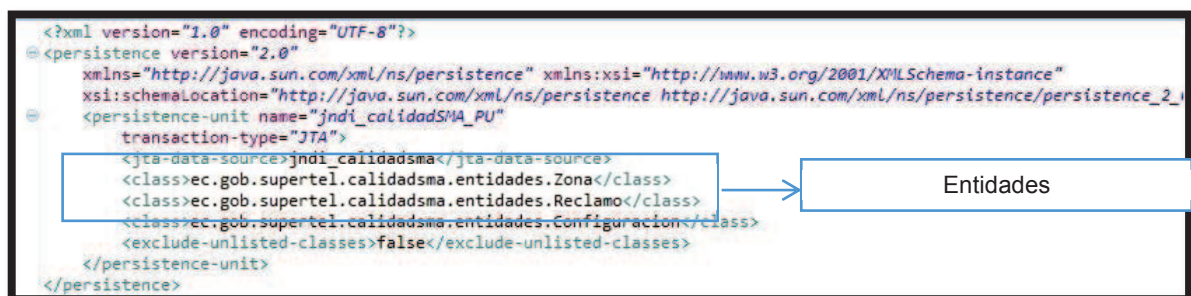 <?xml version="1.0" encoding="UTF-8"?>
<persistence version="2.0"
xmlns="http://java.sun.com/xml/ns/persistence" xmlns:xsi="http://www.w3.org/2001/XMLSchema-instance"
xsi:schemaLocation="http://java.sun.com/xml/ns/persistence http://java.sun.com/xml/ns/persistence/persistence_2_
<persistence-unit name="jndi_calidadSMA_PU"
transaction-type="JTA">
<jta-data-source>jndi_calidadsma</jta-data-source>
<class>ec.gob.supertel.calidadsma.entidades.Zona</class>
<class>ec.gob.supertel.calidadsma.entidades.Reclamo</class>
Entidades
<class>ec.gob.supertel.calidadsma.entidades.Configuracion</class>
<exclude-unlisted-classes>false</exclude-unlisted-classes>
</persistence-unit>
</persistence>